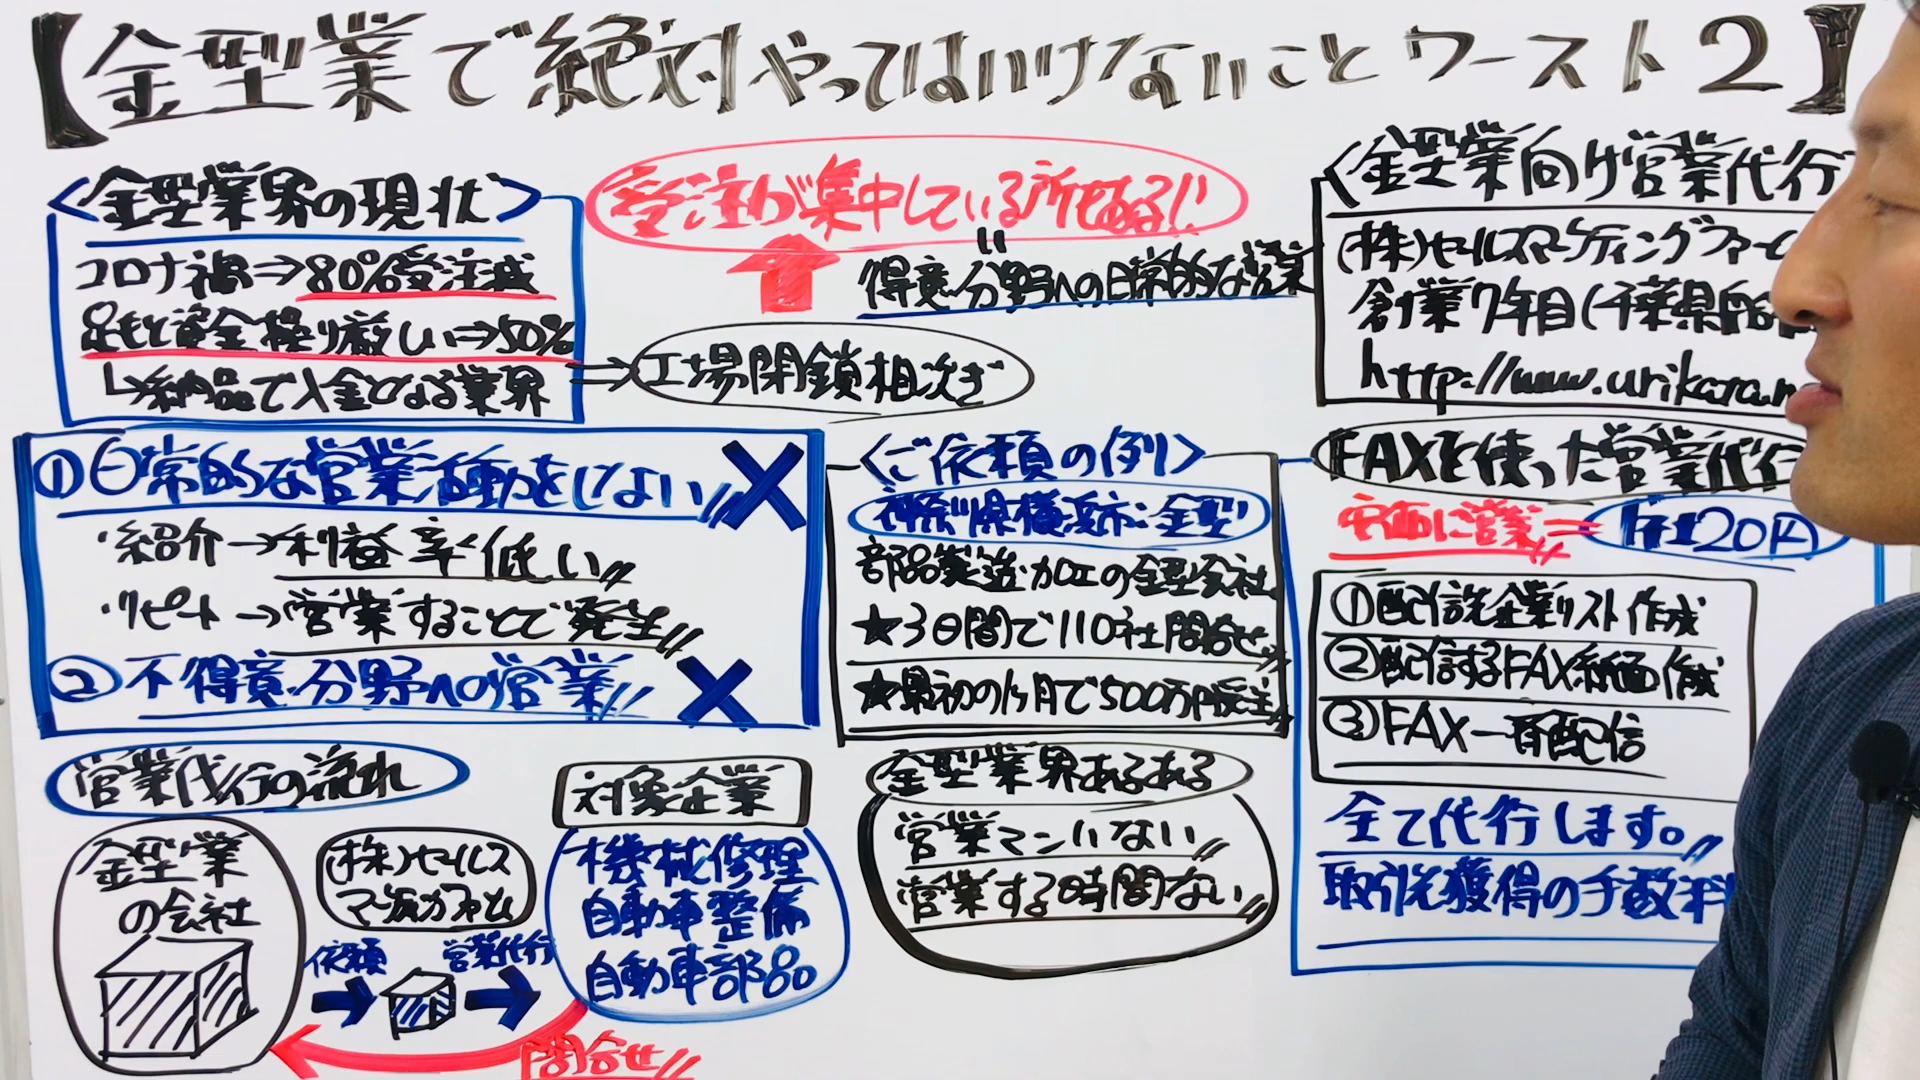 【金型業で絶対やってはいけないことワースト2】
<金型業界の現状>
コロナ禍⇒80%受注減
足もと資金繰り厳しい⇒50%
↳納品で入金となる業界
⇒工場閉鎖相次ぎ
受注が集中している所もある!!
得意分野への日常的な営業
<金型業向け営業代行
(株)セールスマーケティングファーム
創業7年目(千葉県船
http://www.urikata.n
①日常的な営業活動をしない
・紹介→利益率低い
・リピート→営業することで発生
②不得意分野への営業
<ご依頼の例>
神奈川県横浜市:金型
部品製造・加工の金型会社
★3日間で110社問合せ
★最初の1ヶ月で500万円受注
FAXを使った営業代行
安価に営業=1件20円
①配信先企業リスト作成
②配信するFAX紙面作成
③FAX一斉配信
全て代行します。
取引先獲得の手数料
営業代行の流れ
金型業
の会社
依頼
(株)セールス
営業代行
対象企業
機械修理
自動車整備
自動車部品
問合せ
金型業界あるある
営業マンいない
営業する時間ない